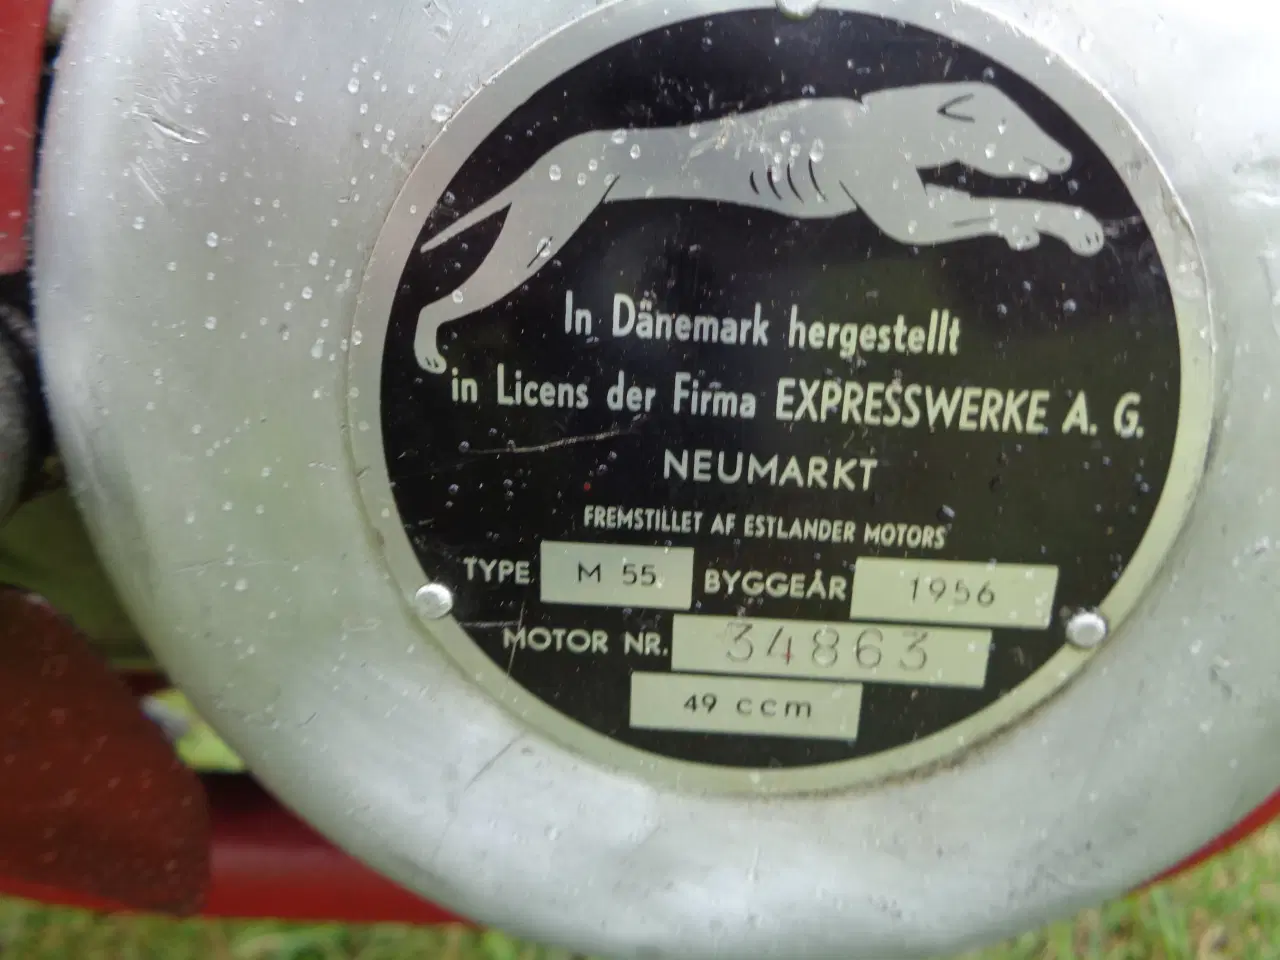 In Dänemark hergestellt
in Licens der Firma EXPRESSWERKE A. G.
NEUMARKT
FREMSTILLET AF ESTLANDER MOTORS
TYPE M 55 BYGGEÅR 1956
MOTOR NR. 34863
49 ccm